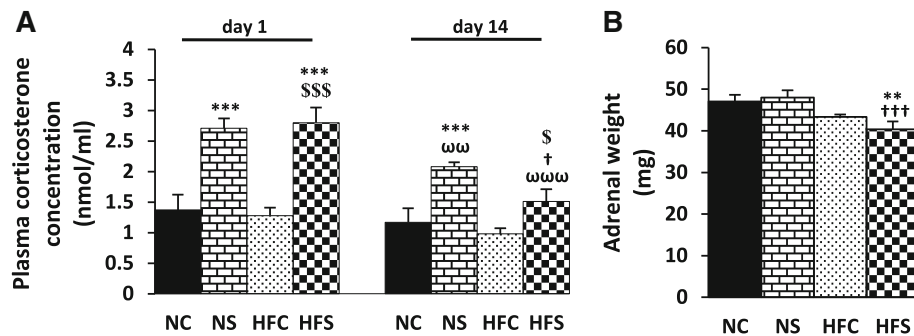 A
day 1
day 14
Plasma corticosterone
concentration
(nmol/ml)
4
3.5
3
2.5
2
1.5
1
0.5
0
***
***
$$$
***
ωω
$
†
ωωω
NC NS HFC HFS NC NS HFC HFS
B
Adrenal weight
(mg)
60
50
40
30
20
10
0
**
†††
NC NS HFC HFS